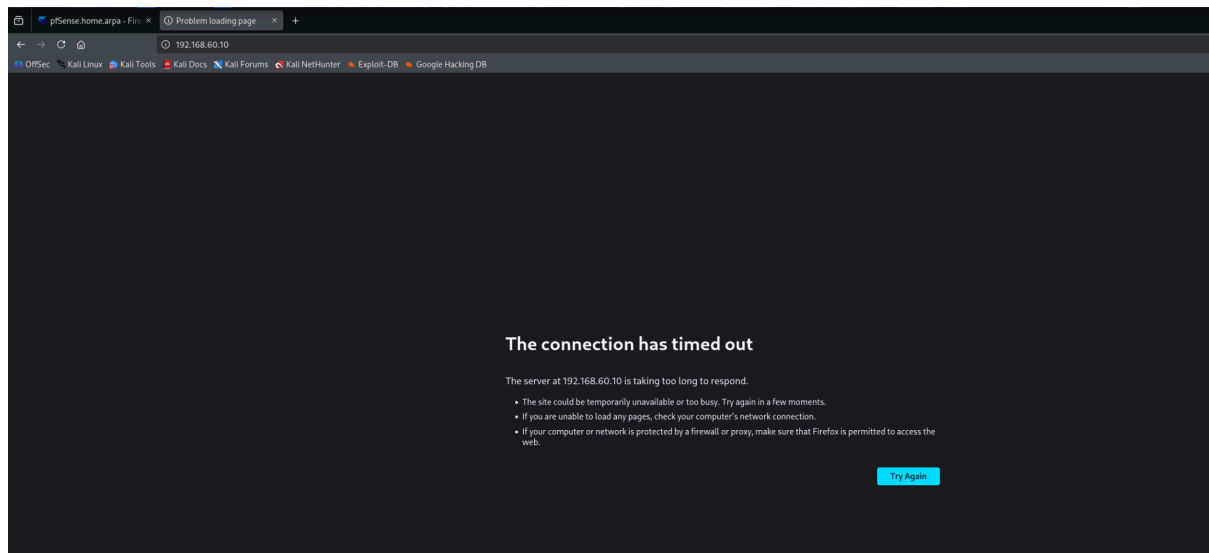 pfSense.home.arpa - Fire
Problem loading page
192.168.60.10
OffSec Kali Linux Kali Tools Kali Docs Kali Forums Kali NetHunter Exploit-DB Google Hacking DB
The connection has timed out
The server at 192.168.60.10 is taking too long to respond.
• The site could be temporarily unavailable or too busy. Try again in a few moments.
• If you are unable to load any pages, check your computer's network connection.
• If your computer or network is protected by a firewall or proxy, make sure that Firefox is permitted to access the
web.
Try Again